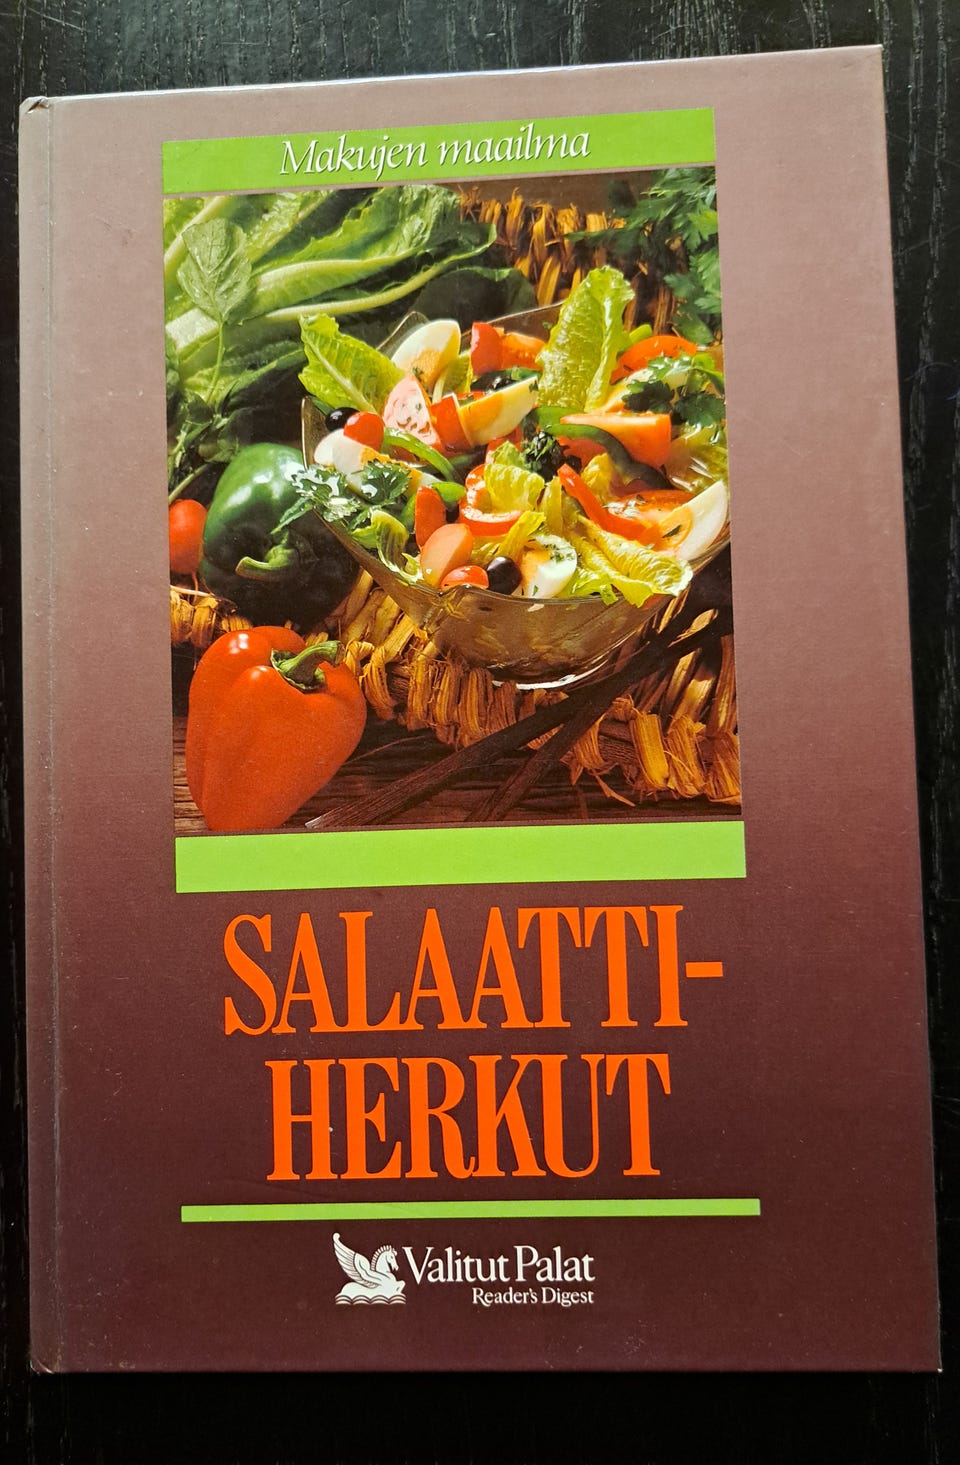 Makujen maailma
SALAATTI-
HERKUT
Valitut Palat
Reader's Digest